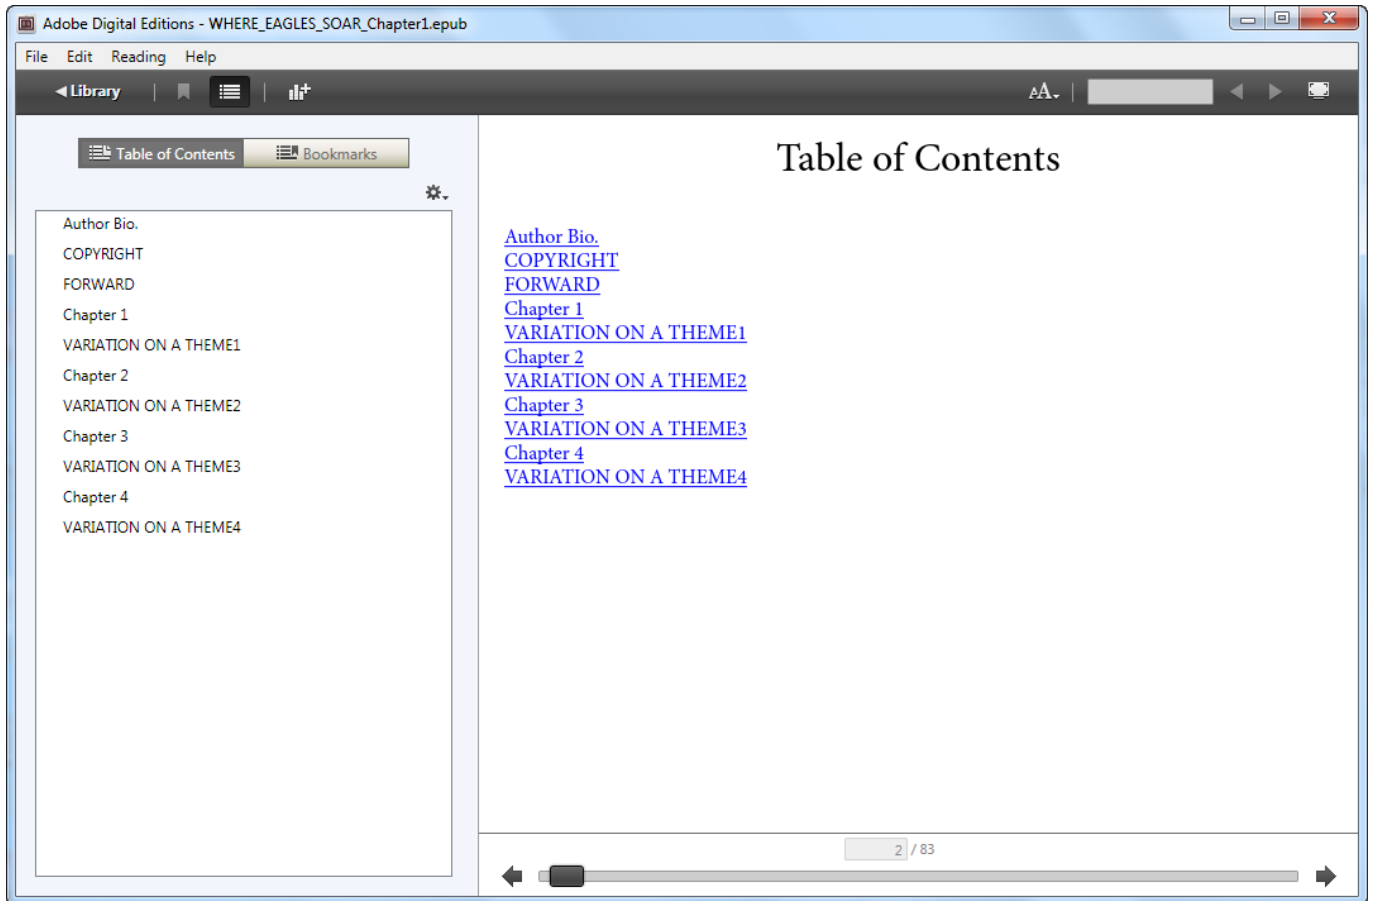 Adobe Digital Editions - WHERE_EAGLES_SOAR_Chapter1.epub
File Edit Reading Help
Library
AA
Table of Contents Bookmarks
Author Bio.
COPYRIGHT
FORWARD
Chapter 1
VARIATION ON A THEME1
Chapter 2
VARIATION ON A THEME2
Chapter 3
VARIATION ON A THEME3
Chapter 4
VARIATION ON A THEME4
Table of Contents
Author Bio.
COPYRIGHT
FORWARD
Chapter 1
VARIATION ON A THEME1
Chapter 2
VARIATION ON A THEME2
Chapter 3
VARIATION ON A THEME3
Chapter 4
VARIATION ON A THEME4
2 / 83